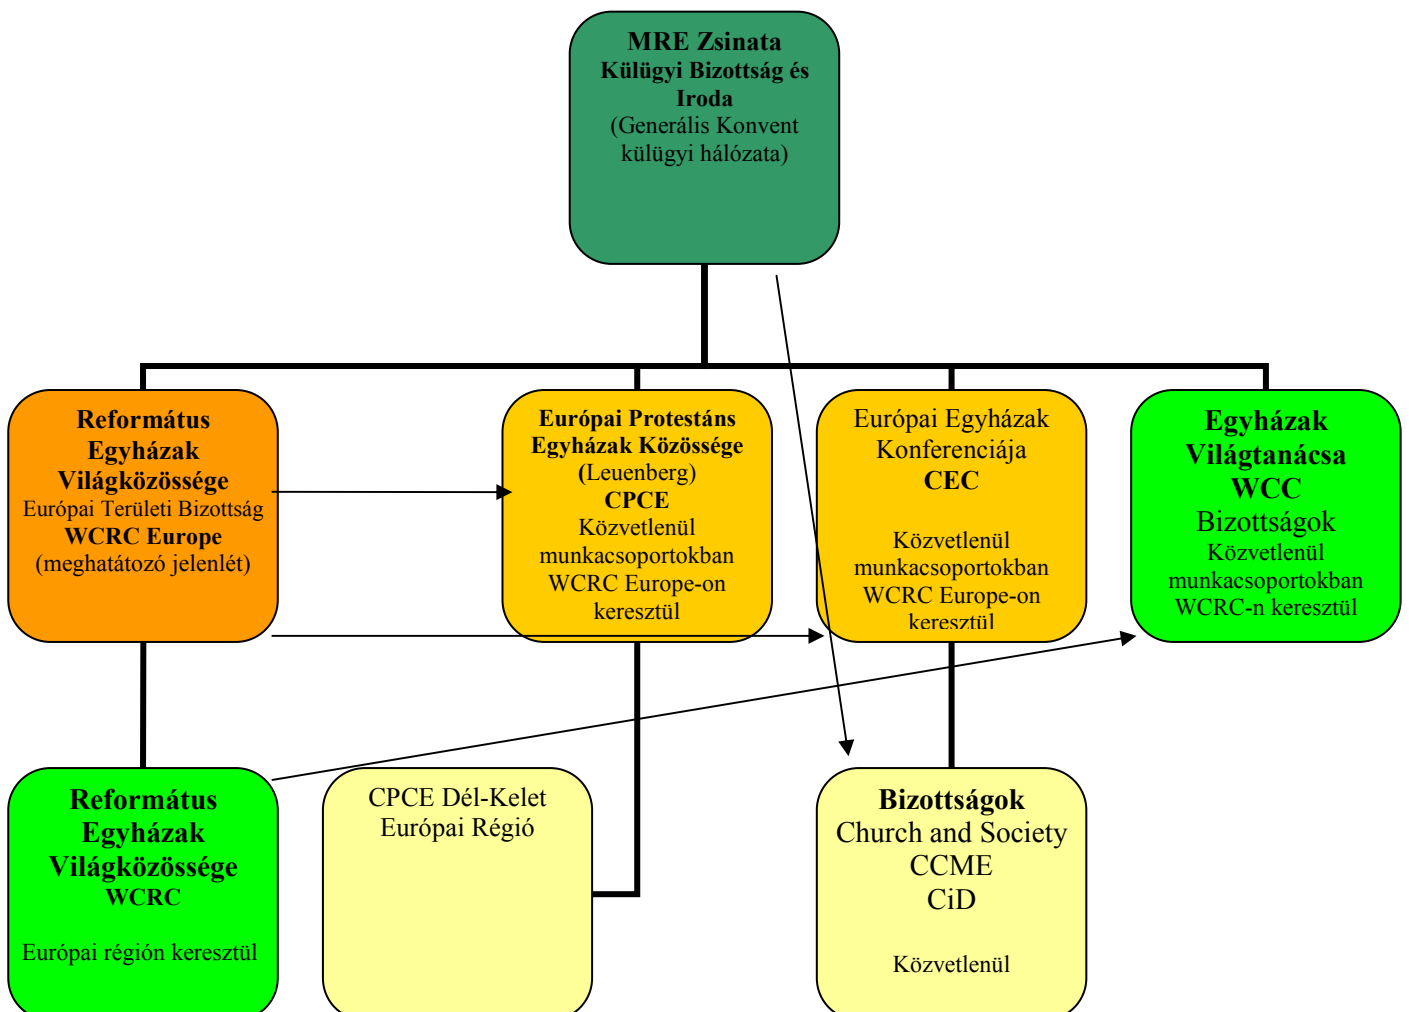 MRE Zsinata
Külügyi Bizottság és
Iroda
(Generális Konvent
külügyi hálózata)
Református
Egyházak
Világközössége
Európai Területi Bizottság
WCRC Europe
(meghatátozó jelenlét)
Európai Protestáns
Egyházak Közössége
(Leuenberg)
CPCE
Közvetlenül
munkacsoportokban
WCRC Europe-on
keresztül
Európai Egyházak
Konferenciája
CEC
Közvetlenül
munkacsoportokban
WCRC Europe-on
keresztül
Egyházak
Világtanácsa
WCC
Bizottságok
Közvetlenül
munkacsoportokban
WCRC-n keresztül
Református
Egyházak
Világközössége
WCRC
Európai régión keresztül
CPCE Dél-Kelet
Európai Régió
Bizottságok
Church and Society
CCME
CiD
Közvetlenül